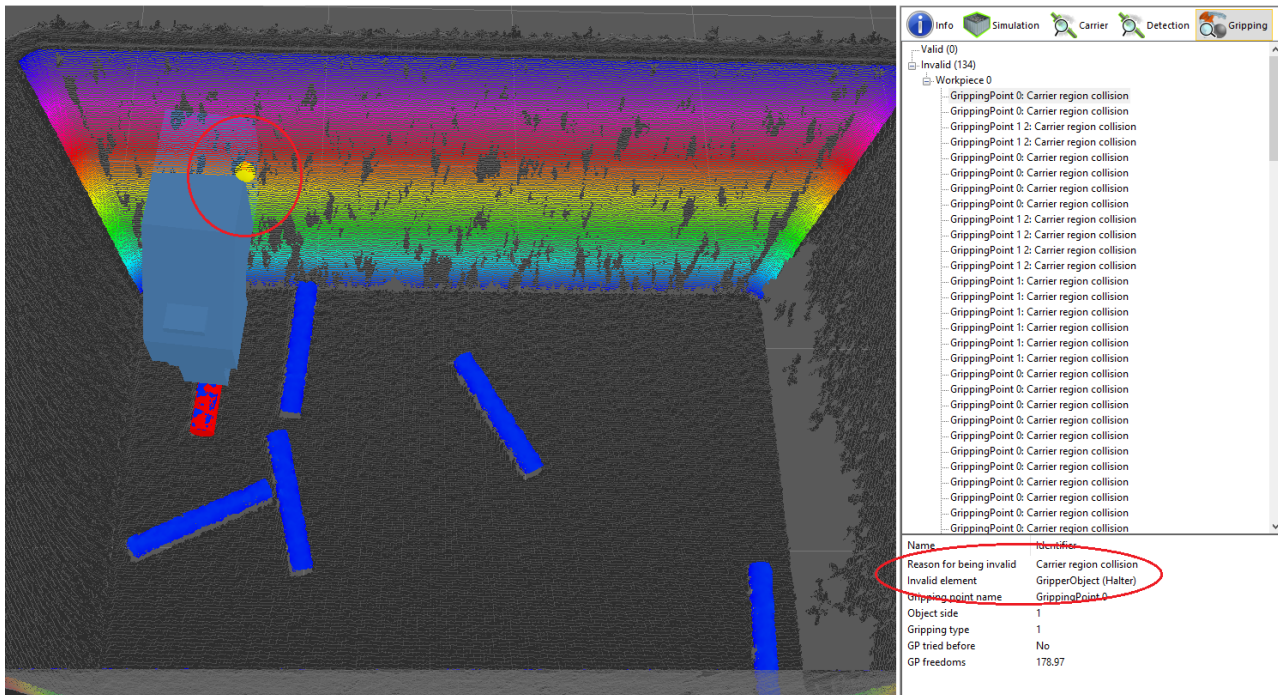 Info Simulation Carrier Detection Gripping
Valid (0)
Invalid (134)
Workpiece 0
GrippingPoint 0: Carrier region collision
GrippingPoint 0: Carrier region collision
GrippingPoint 1 2: Carrier region collision
GrippingPoint 1 2: Carrier region collision
GrippingPoint 0: Carrier region collision
GrippingPoint 0: Carrier region collision
GrippingPoint 0: Carrier region collision
GrippingPoint 0: Carrier region collision
GrippingPoint 1 2: Carrier region collision
GrippingPoint 1 2: Carrier region collision
GrippingPoint 1 2: Carrier region collision
GrippingPoint 1 2: Carrier region collision
GrippingPoint 1: Carrier region collision
GrippingPoint 1: Carrier region collision
GrippingPoint 1: Carrier region collision
GrippingPoint 1: Carrier region collision
GrippingPoint 1: Carrier region collision
GrippingPoint 1: Carrier region collision
GrippingPoint 0: Carrier region collision
GrippingPoint 0: Carrier region collision
GrippingPoint 0: Carrier region collision
GrippingPoint 0: Carrier region collision
GrippingPoint 0: Carrier region collision
GrippingPoint 0: Carrier region collision
GrippingPoint 0: Carrier region collision
GrippingPoint 0: Carrier region collision
GrippingPoint 0: Carrier region collision
GrippingPoint 0: Carrier region collision
GrippingPoint 0: Carrier region collision
Name Identifier
Reason for being invalid Carrier region collision
Invalid element GripperObject (Halter)
Gripping point name GrippingPoint 0
Object side 1
Gripping type 1
GP tried before No
GP freedoms 178.97